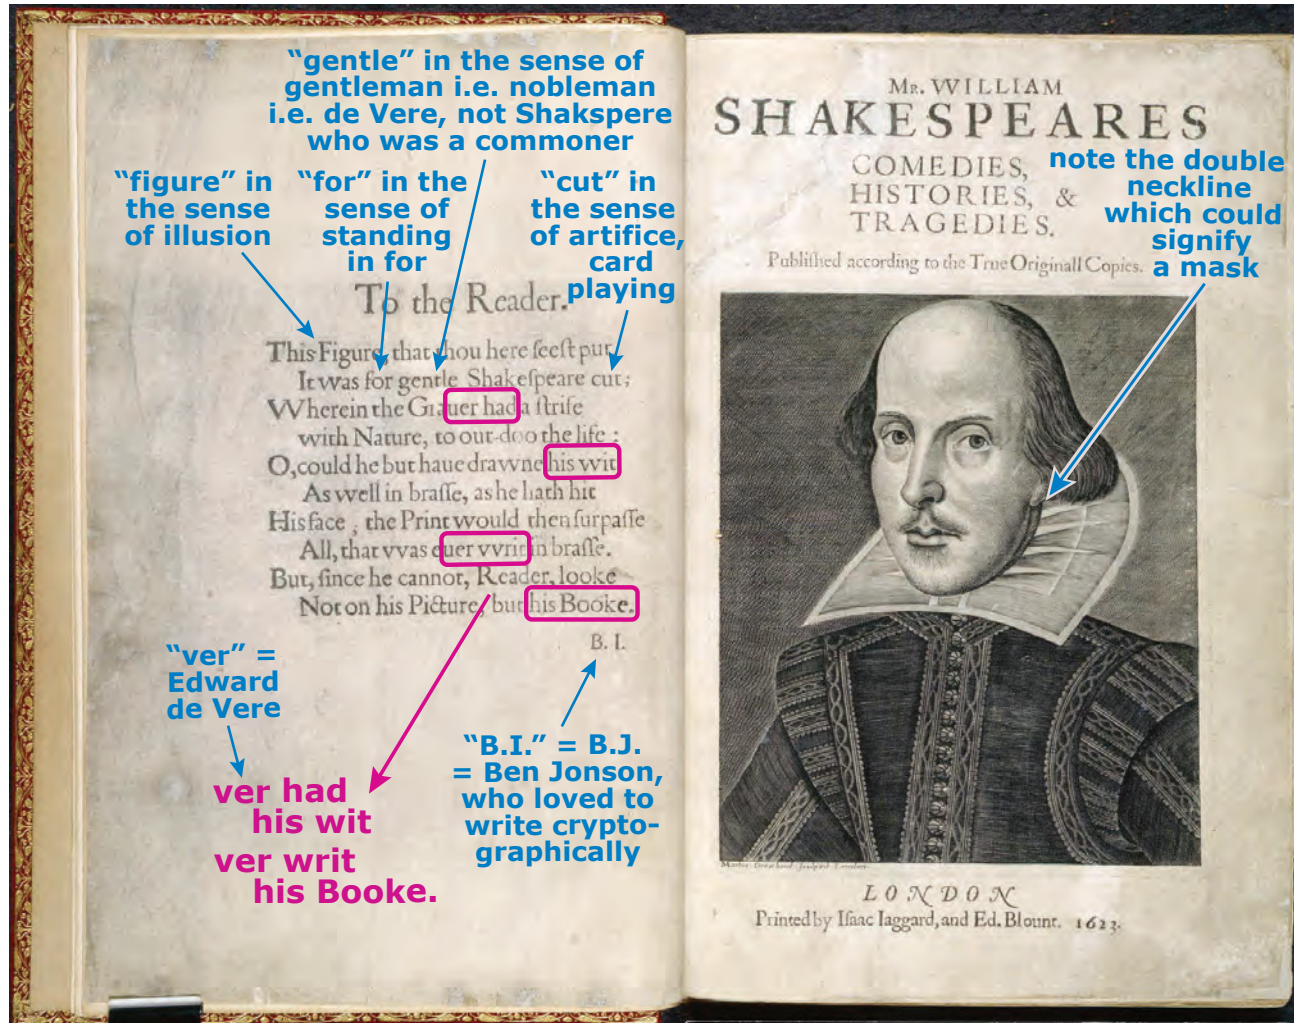 “gentle” in the sense of
gentleman i.e. nobleman
i.e. de Vere, not Shakspere
who was a commoner
“figure” in
the sense
of illusion
“for” in the
sense of
standing
in for
“cut” in
the sense
of artifice,
card
playing
To the Reader.
This Figure, that thou here seest put,
It was for gentle Shakespeare cut;
VVherein the Grauer had a strife
with Nature, to out-doo the life :
O, could he but haue dravvne his vvit
As well in brasse, as he hath hit
His face ; the Print would then surpasse
All, that vvas euer vvrit in brasse.
But, since he cannot, Reader, looke
Not on his Picture, but his Booke.
B. I.
“ver” =
Edward
de Vere
ver had
his wit
ver writ
his Booke.
“B.I.” = B.J.
= Ben Jonson,
who loved to
write crypto-
graphically
Mr. VVILLIAM
SHAKESPEARES
COMEDIES,
HISTORIES, &
TRAGEDIES.
Published according to the True Originall Copies.
note the double
neckline
which could
signify
a mask
Martin Droeshout sculpsit London.
LONDON
Printed by Isaac Iaggard, and Ed. Blount. 1623.